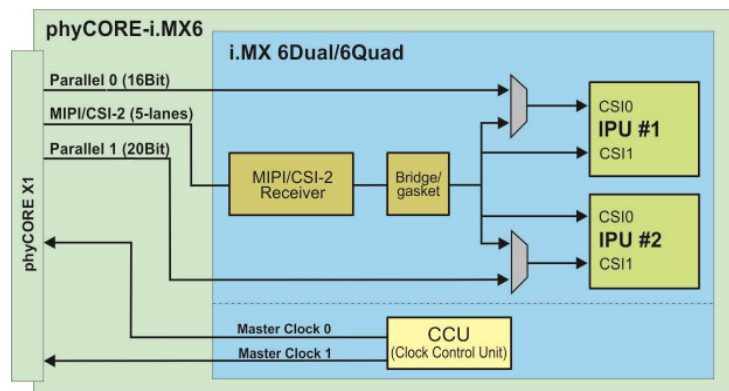 phyCORE-i.MX6
i.MX 6Dual/6Quad
Parallel 0 (16Bit)
MIPI/CSI-2 (5-lanes)
Parallel 1 (20Bit)
phyCORE X1
MIPI/CSI-2
Receiver
Bridge/
gasket
CSI0
IPU #1
CSI1
CSI0
IPU #2
CSI1
Master Clock 0
Master Clock 1
CCU
(Clock Control Unit)